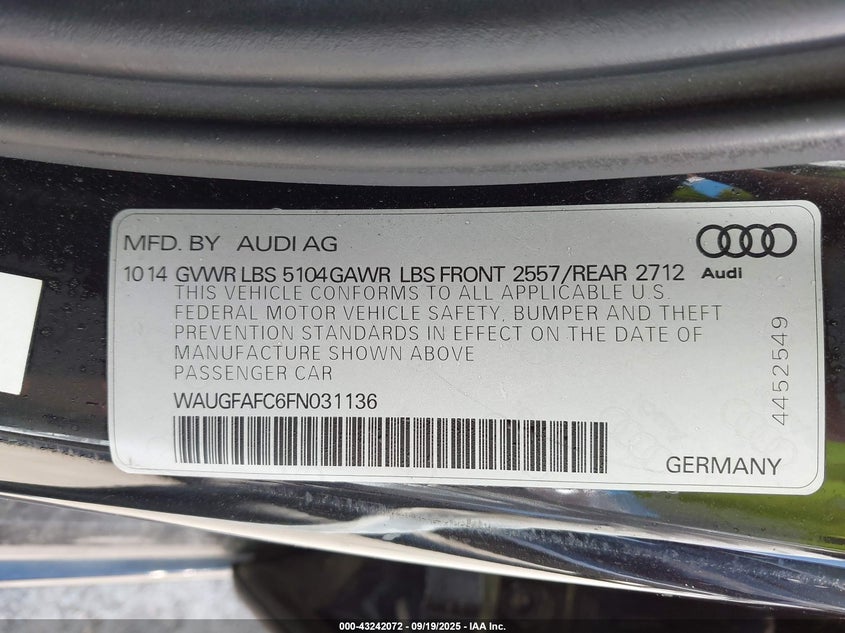 MFD. BY AUDI AG
Audi
1014 GVWR LBS 5104 GAWR LBS FRONT 2557/REAR 2712
THIS VEHICLE CONFORMS TO ALL APPLICABLE U.S.
FEDERAL MOTOR VEHICLE SAFETY, BUMPER AND THEFT
PREVENTION STANDARDS IN EFFECT ON THE DATE OF
MANUFACTURE SHOWN ABOVE
PASSENGER CAR
WAUGFAFC6FN031136
4452549
GERMANY
000-43242072 - 09/19/2025 - IAA Inc.